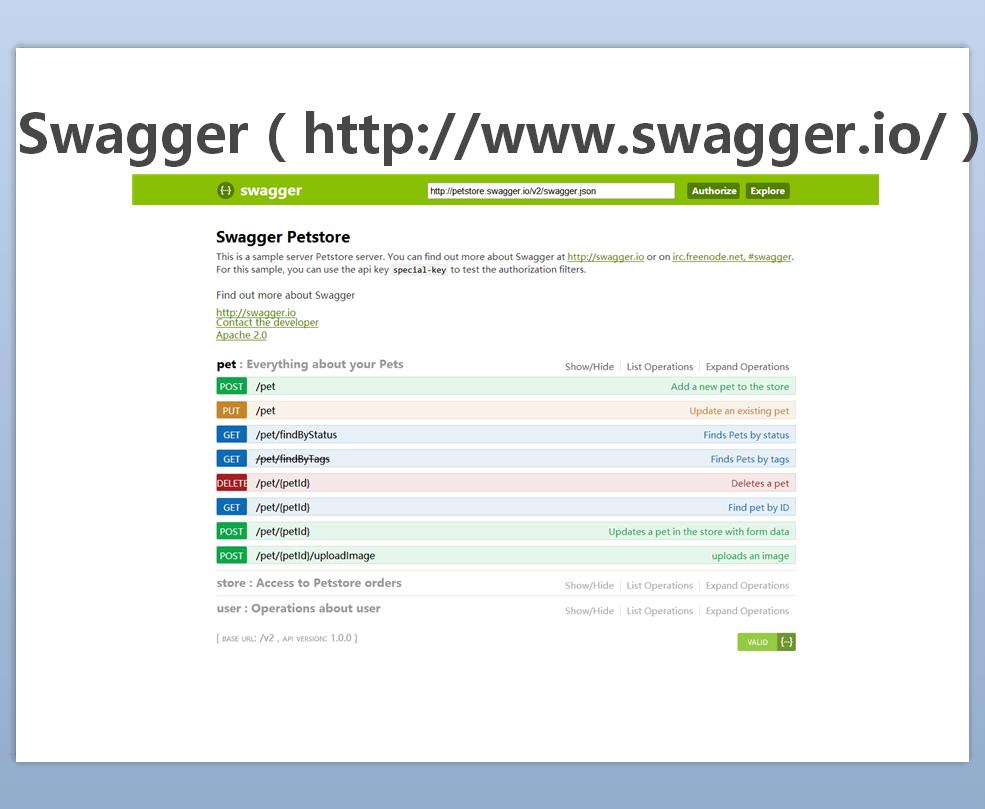 Swagger ( http://www.swagger.io/ )
{···} swagger http://petstore.swagger.io/v2/swagger.json Authorize Explore
Swagger Petstore
This is a sample server Petstore server. You can find out more about Swagger at http://swagger.io or on irc.freenode.net, #swagger.
For this sample, you can use the api key special-key to test the authorization filters.
Find out more about Swagger
http://swagger.io
Contact the developer
Apache 2.0
pet : Everything about your Pets Show/Hide List Operations Expand Operations
POST /pet Add a new pet to the store
PUT /pet Update an existing pet
GET /pet/findByStatus Finds Pets by status
GET /pet/findByTags Finds Pets by tags
DELETE /pet/{petId} Deletes a pet
GET /pet/{petId} Find pet by ID
POST /pet/{petId} Updates a pet in the store with form data
POST /pet/{petId}/uploadImage uploads an image
store : Access to Petstore orders Show/Hide List Operations Expand Operations
user : Operations about user Show/Hide List Operations Expand Operations
[ BASE URL: /v2 , API VERSION: 1.0.0 ] VALID {···}